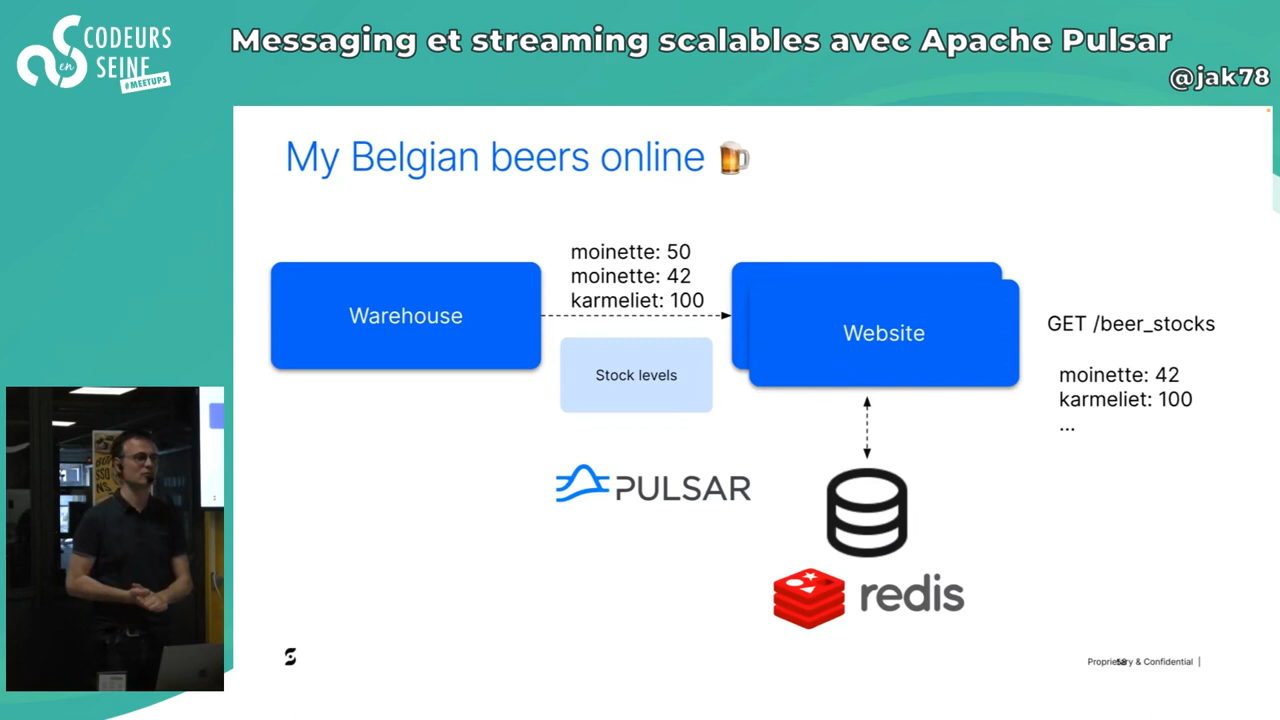 CODEURS
en
SEINE
#MEETUPS
Messaging et streaming scalables avec Apache Pulsar
@jak78
My Belgian beers online
moinette: 50
moinette: 42
karmeliet: 100
Warehouse
Website
Stock levels
GET /beer_stocks
moinette: 42
karmeliet: 100
...
PULSAR
redis
Proprietary & Confidential
58